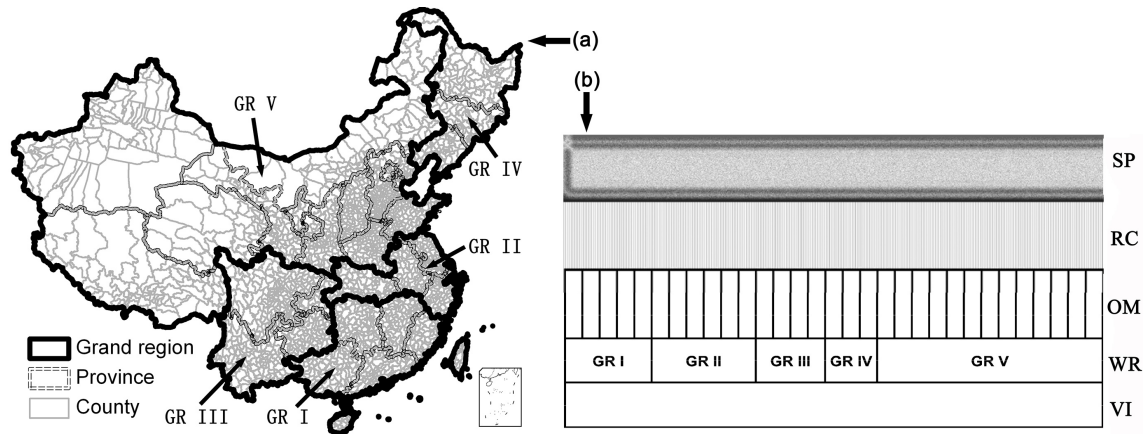 (a)
GR V
(b)
SP
GR IV
RC
GR II
OM
GR I GR II GR III GR IV GR V
WR
Grand region
Province
County
GR III
GR I
VI